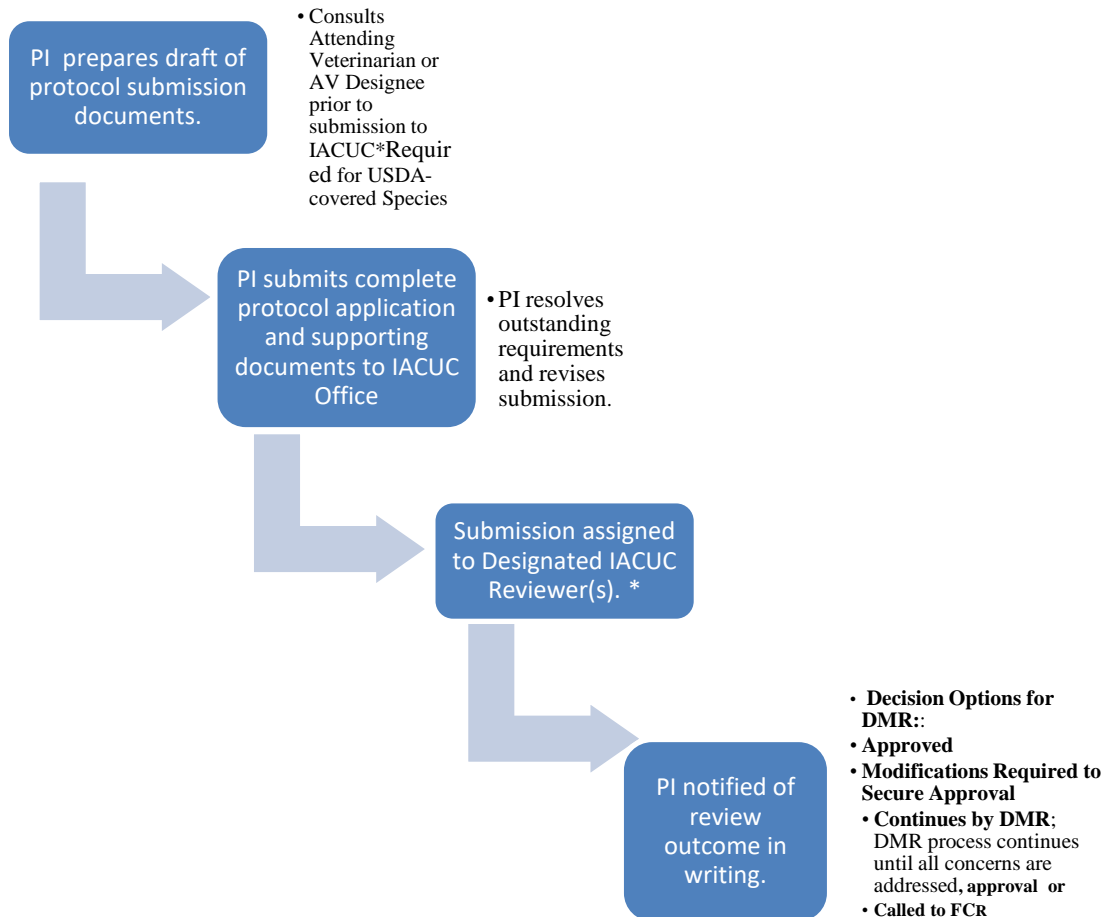 PI  prepares draft of
protocol submission
documents.
• Consults
Attending
Veterinarian or
AV Designee
prior to
submission to
IACUC*Requir
ed for USDA-
covered Species
PI submits complete
protocol application
and supporting
documents to IACUC
Office
• PI resolves
outstanding
requirements
and revises
submission.
Submission assigned
to Designated IACUC
Reviewer(s). *
PI notified of
review
outcome in
writing.
• Decision Options for
DMR::
• Approved
• Modifications Required to
Secure Approval
• Continues by DMR;
DMR process continues
until all concerns are
addressed, approval  or
• Called to FCR